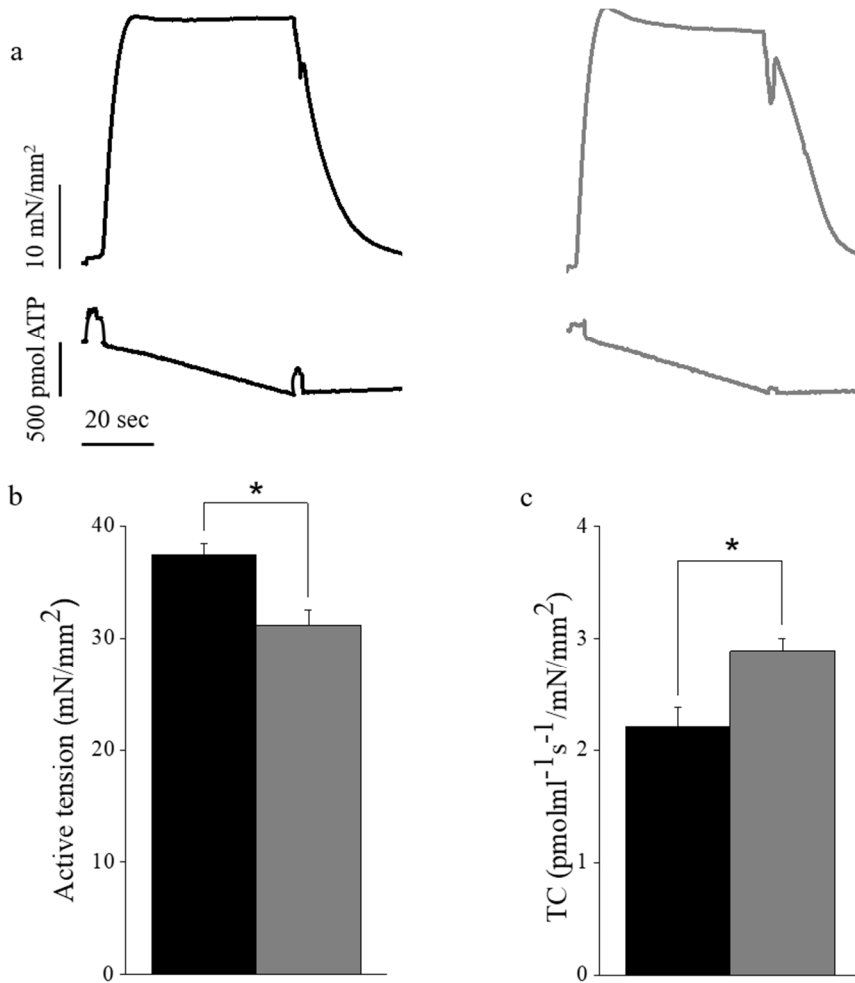 a
10 mN/mm²
500 pmol ATP
20 sec
b
*
40
30
20
10
0
Active tension (mN/mm²)
c
*
4
3
2
1
0
TC (pmolml⁻¹s⁻¹/mN/mm²)